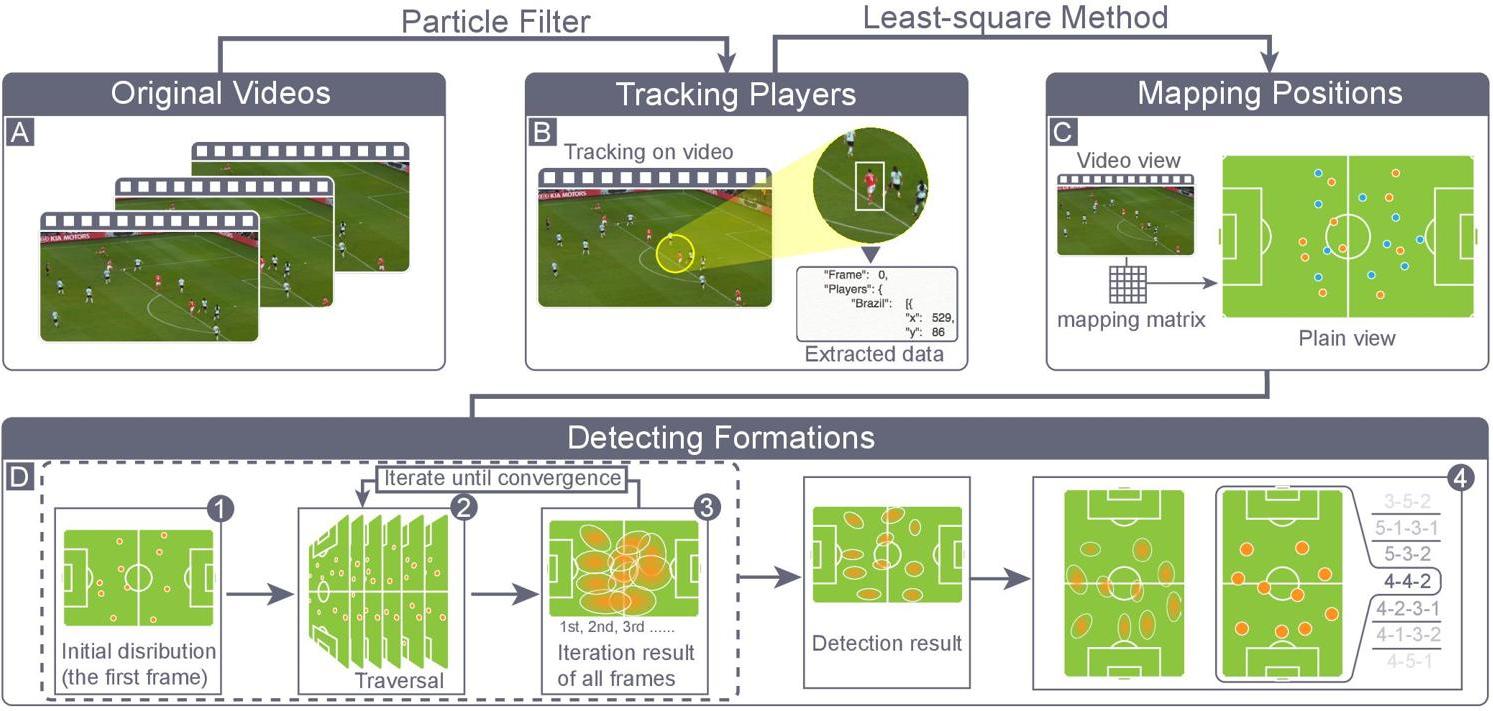 Particle Filter
Least-square Method
Original Videos
A
KIA MOTORS
KIA MOTORS
Tracking Players
B
Tracking on video
"Frame": 0,
"Players": {
"Brazil": [{
"x": 529,
"y": 86
Extracted data
Mapping Positions
C
Video view
mapping matrix
Plain view
Detecting Formations
D
Iterate until convergence
1
Initial disribution
(the first frame)
2
Traversal
3
1st, 2nd, 3rd ......
Iteration result
of all frames
Detection result
4
3-5-2
5-1-3-1
5-3-2
4-4-2
4-2-3-1
4-1-3-2
4-5-1